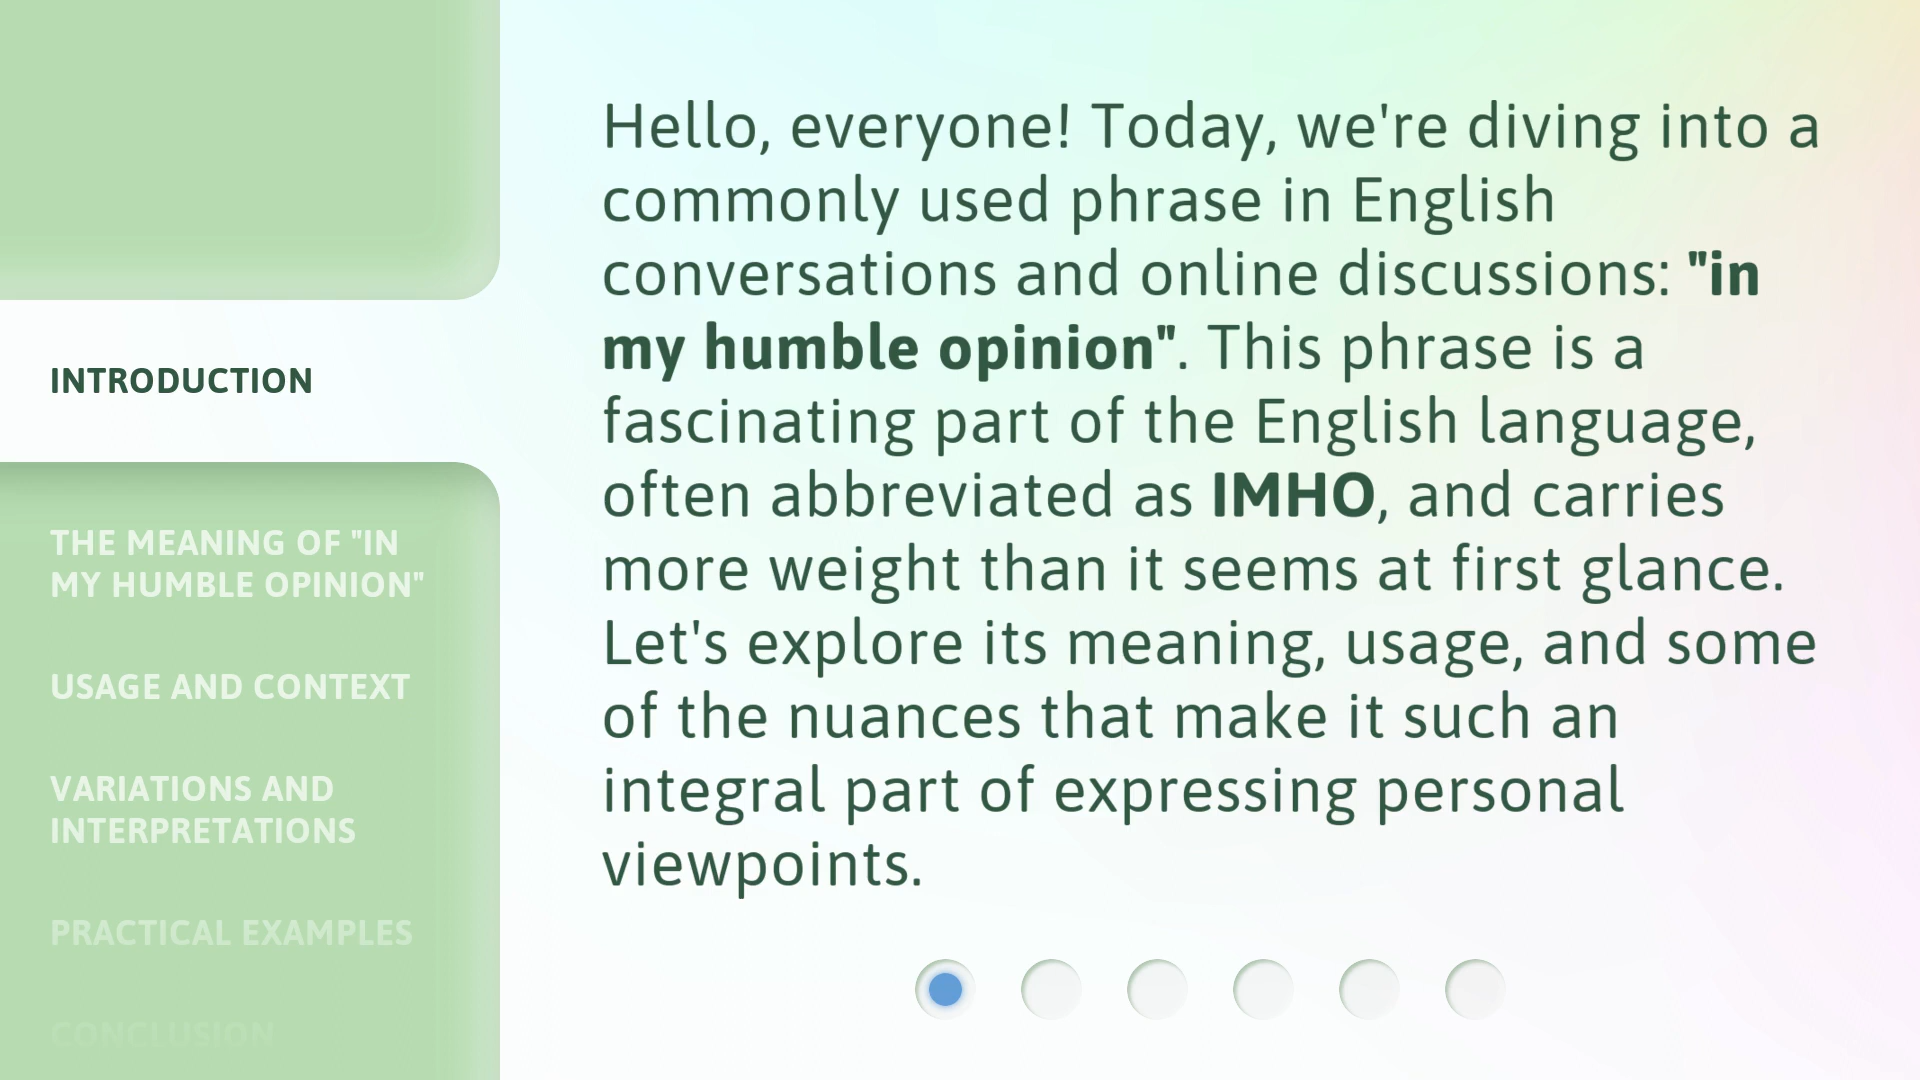 INTRODUCTION
THE MEANING OF "IN
MY HUMBLE OPINION"
USAGE AND CONTEXT
VARIATIONS AND
INTERPRETATIONS
PRACTICAL EXAMPLES
CONCLUSION
Hello, everyone! Today, we're diving into a
commonly used phrase in English
conversations and online discussions: "in
my humble opinion". This phrase is a
fascinating part of the English language,
often abbreviated as IMHO, and carries
more weight than it seems at first glance.
Let's explore its meaning, usage, and some
of the nuances that make it such an
integral part of expressing personal
viewpoints.